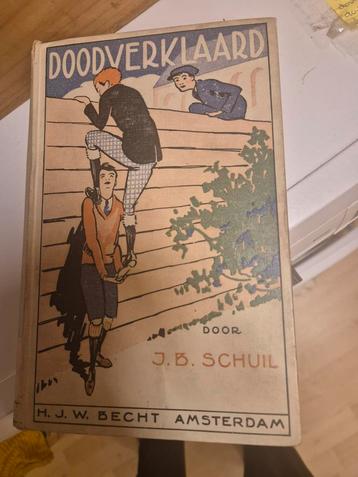 DOODVERKLAARD
DOOR
J.B. SCHUIL
H.J.W. BECHT AMSTERDAM